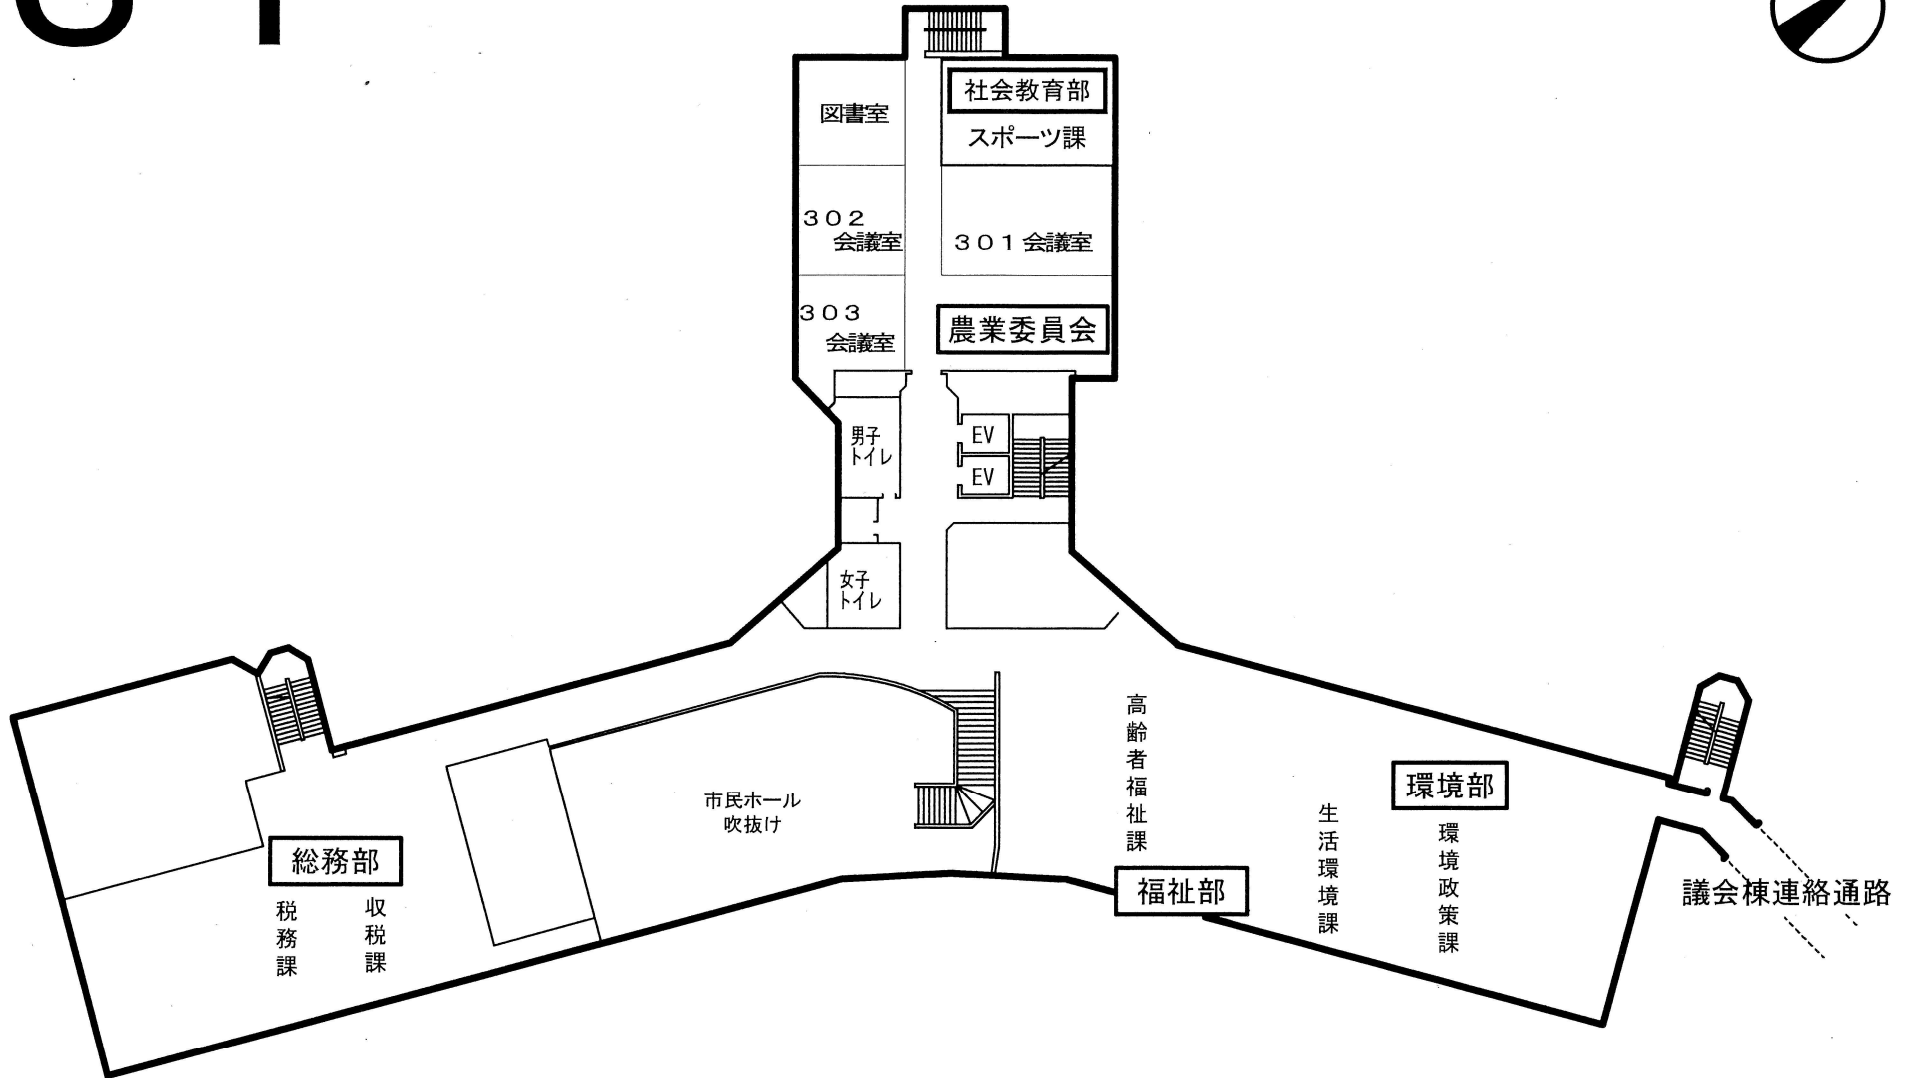 社会教育部
図書室
スポーツ課
302
会議室
301会議室
303
会議室
農業委員会
男子
トイレ
EV
EV
女子
トイレ
高齢者福祉課
市民ホール
吹抜け
環境部
生活環境課
環境政策課
総務部
福祉部
議会棟連絡通路
税務課
収税課